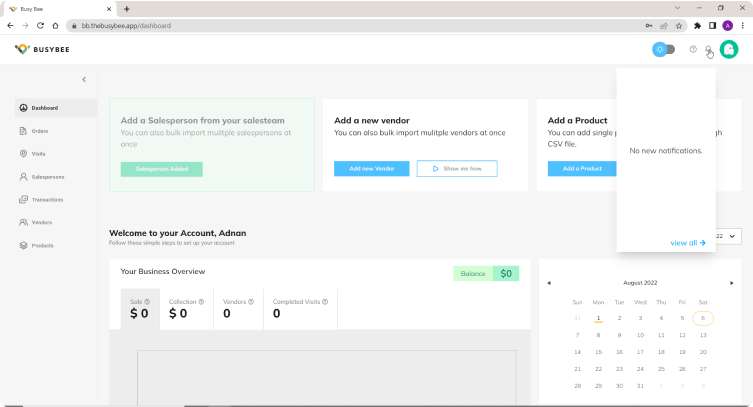 Busy Bee
bb.thebusybee.app/dashboard
A
BUSYBEE
Dashboard
Orders
Visits
Salespersons
Transactions
Vendors
Products
Add a Salesperson from your salesteam
You can also bulk import mulitple salespersons at
once
Salesperson Added
Add a new vendor
You can also bulk import mulitple vendors at once
Add new Vendor
Show me how
Add a Product
You can add single
CSV file.
Add a Product
No new notifications.
view all
Welcome to your Account, Adnan
Follow these simple steps to set up your account
22
Your Business Overview
Balance $0
Sale
$ 0
Collection
$ 0
Vendors
0
Completed Visits
0
August 2022
Sun Mon Tue Wed Thu Fri Sat
31 1 2 3 4 5 6
7 8 9 10 11 12 13
14 15 16 17 18 19 20
21 22 23 24 25 26 27
28 29 30 31 1 2 3